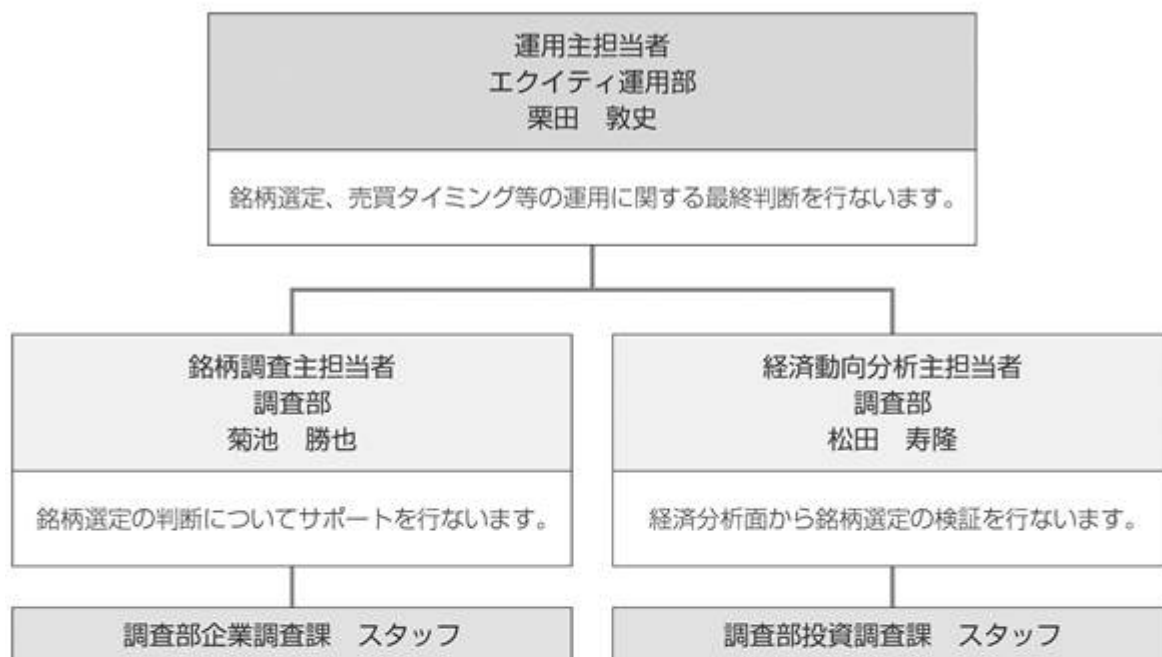 運用主担当者
エクイティ運用部
栗田　敦史
銘柄選定、売買タイミング等の運用に関する最終判断を行ないます。
銘柄調査主担当者
調査部
菊池　勝也
銘柄選定の判断についてサポートを行ないます。
調査部企業調査課　スタッフ
経済動向分析主担当者
調査部
松田　寿隆
経済分析面から銘柄選定の検証を行ないます。
調査部投資調査課　スタッフ